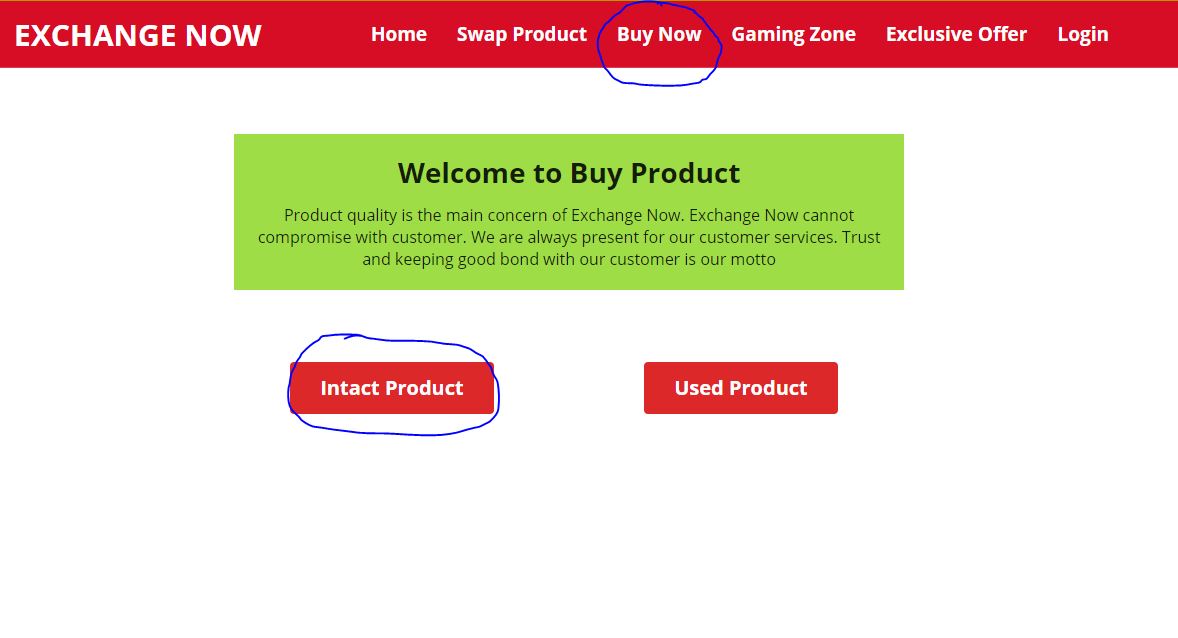 EXCHANGE NOW
Home Swap Product Buy Now Gaming Zone Exclusive Offer Login
Welcome to Buy Product
Product quality is the main concern of Exchange Now. Exchange Now cannot
compromise with customer. We are always present for our customer services. Trust
and keeping good bond with our customer is our motto
Intact Product
Used Product